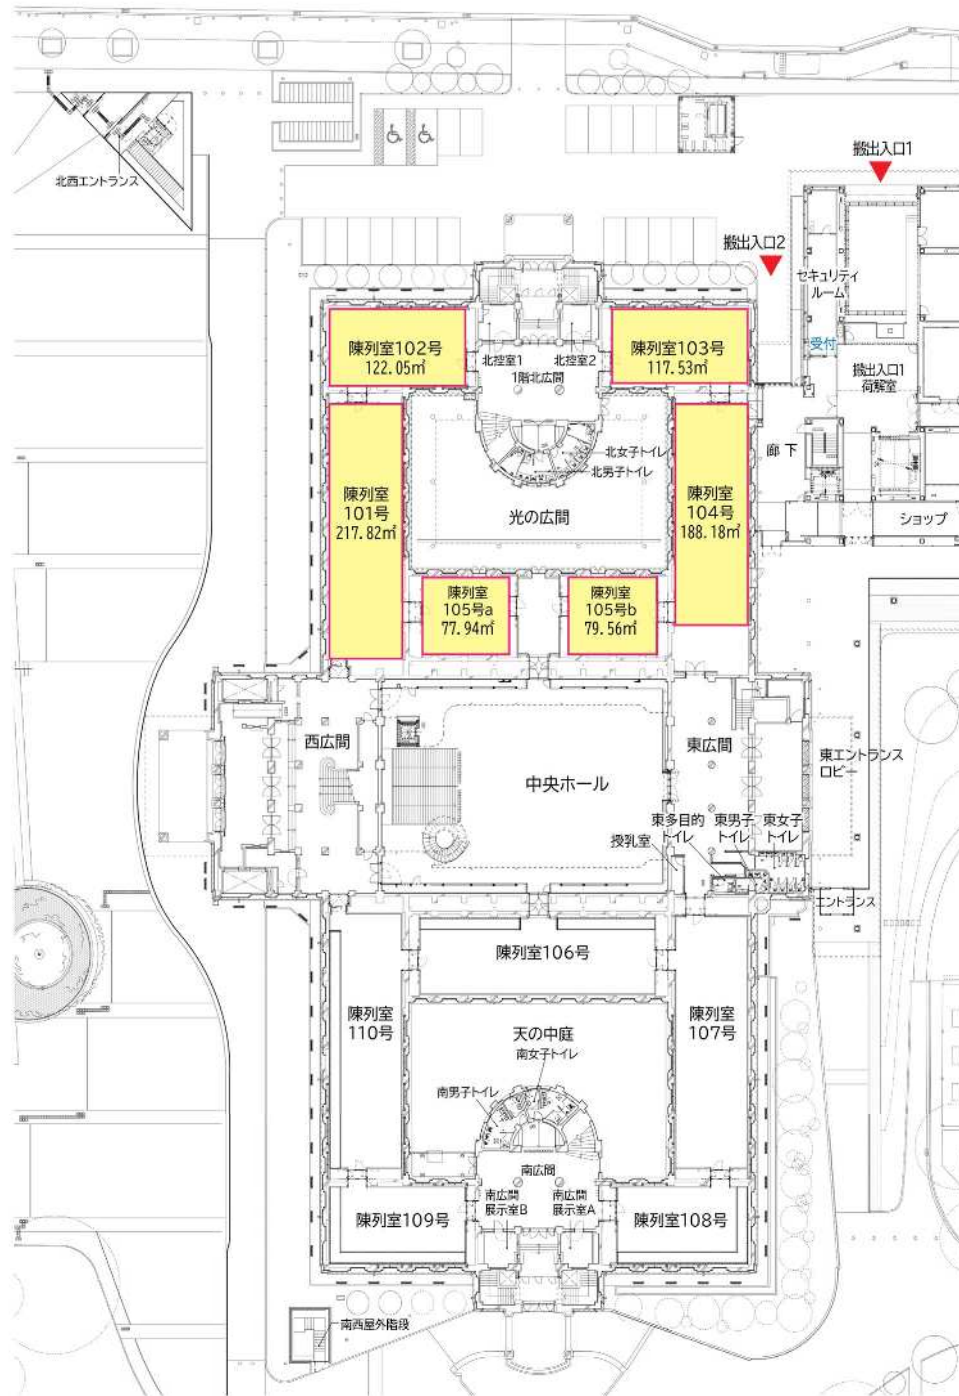 搬出入口1
北西エントランス
搬出入口2
セキュリティ
ルーム
受付
搬出入口1
荷解室
陳列室102号
122.05㎡
北控室1
北控室2
1階北広間
陳列室103号
117.53㎡
陳列室
101号
217.82㎡
北女子トイレ
北男子トイレ
光の広間
陳列室
104号
188.18㎡
廊下
ショップ
陳列室
105号a
77.94㎡
陳列室
105号b
79.56㎡
西広間
中央ホール
東広間
東エントランス
ロビー
授乳室
東多目的
トイレ
東男子
トイレ
東女子
トイレ
エントランス
陳列室106号
陳列室
110号
陳列室
107号
天の中庭
南女子トイレ
南男子トイレ
南広間
南広間
展示室B
南広間
展示室A
陳列室109号
陳列室108号
南西屋外階段